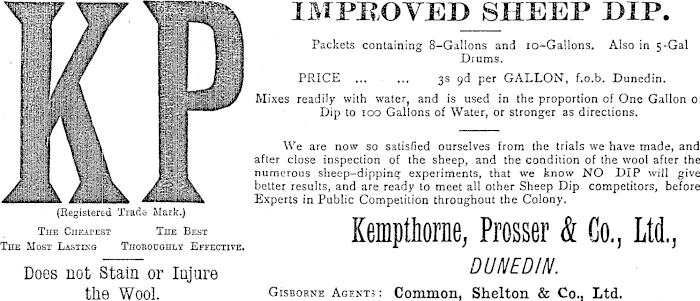 KP
(Registered Trade Mark.)
THE CHEAPEST THE BEST
THE MOST LASTING THOROUGHLY EFFECTIVE.
Does not Stain or Injure
the Wool.
IMPROVED SHEEP DIP.
Packets containing 8-Gallons and 10-Gallons. Also in 5-Gal
Drums.
PRICE ... ... 3s 9d per GALLON, f.o.b. Dunedin.
Mixes readily with water, and is used in the proportion of One Gallon o
Dip to 100 Gallons of Water, or stronger as directions.
We are now so satisfied ourselves from the trials we have made, and
after close inspection of the sheep, and the condition of the wool after the
numerous sheep-dipping experiments, that we know NO DIP will give
better results, and are ready to meet all other Sheep Dip competitors, before
Experts in Public Competition throughout the Colony.
Kempthorne, Prosser & Co., Ltd.,
DUNEDIN.
GISBORNE AGENTS: Common, Shelton & Co., Ltd.